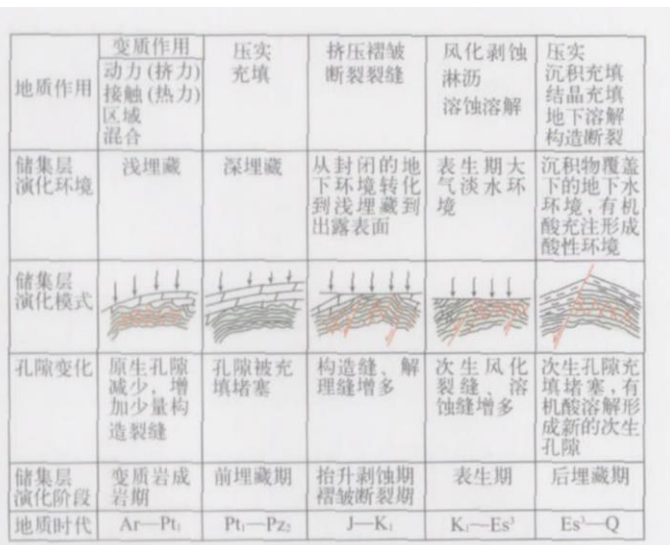 地质作用
变质作用
动力(挤力)
接触(热力)
区域
混合
压实
充填
挤压褶皱
断裂裂缝
风化剥蚀
淋沥
溶蚀溶解
压实
沉积充填
结晶充填
地下溶解
构造断裂
储集层
演化环境
浅埋藏
深埋藏
从封闭的地
下环境转化
到浅埋藏到
出露表面
表生期大
气淡水环
境
沉积物覆盖
下的地下水
环境,有机
酸充注形成
酸性环境
储集层
演化模式
孔隙变化
原生孔隙
减少,增
加少量构
造裂缝
孔隙被充
填堵塞
构造缝、解
理缝增多
次生风化
裂缝、溶
蚀缝增多
次生孔隙充
填堵塞,有
机酸溶解形
成新的次生
孔隙
储集层
演化阶段
变质岩成
岩期
前埋藏期
抬升剥蚀期
褶皱断裂期
表生期
后埋藏期
地质时代
Ar—Pt₁
Pt₁—Pz₂
J—K₁
K₁—Es³
Es³—Q